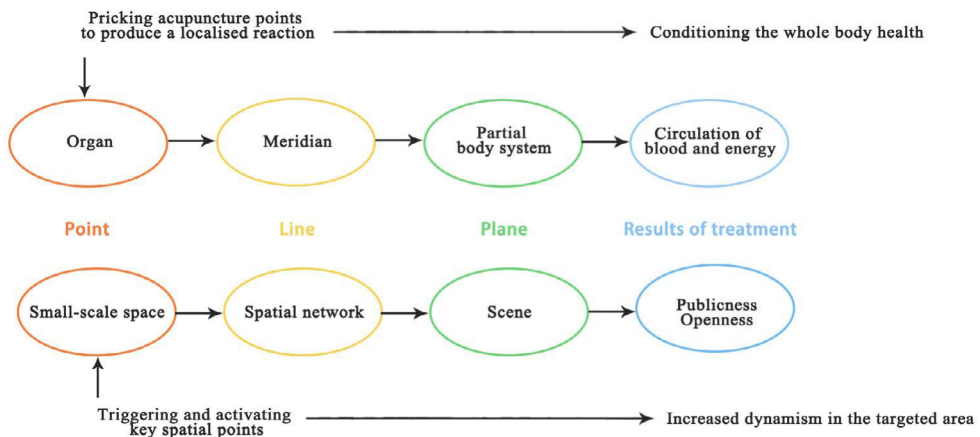 Pricking acupuncture points
to produce a localised reaction
Conditioning the whole body health
Organ
Meridian
Partial
body system
Circulation of
blood and energy
Point
Line
Plane
Results of treatment
Small-scale space
Spatial network
Scene
Publicness
Openness
Triggering and activating
key spatial points
Increased dynamism in the targeted area